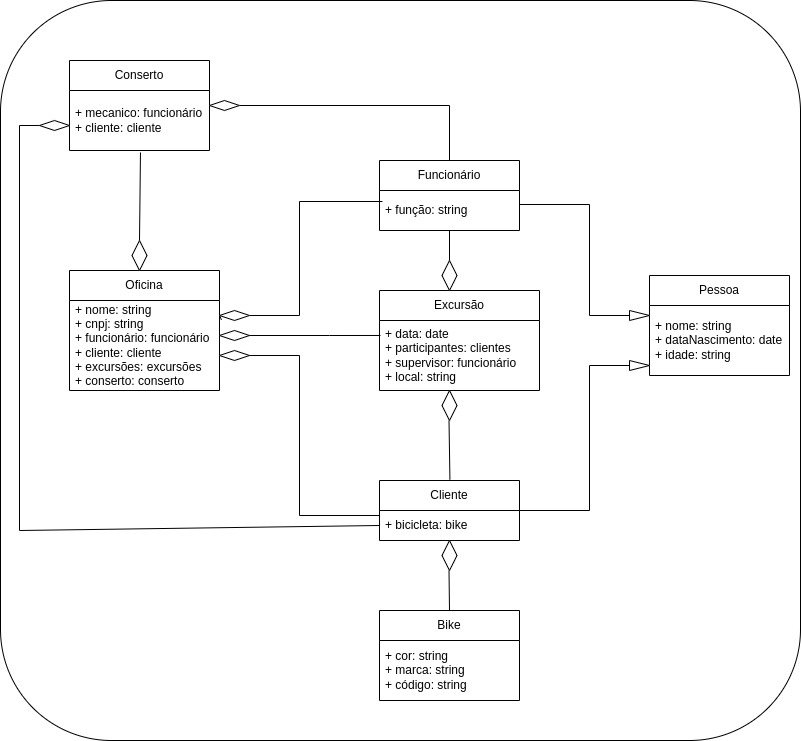 Conserto
+ mecanico: funcionário
+ cliente: cliente
Funcionário
+ função: string
Oficina
+ nome: string
+ cnpj: string
+ funcionário: funcionário
+ cliente: cliente
+ excursões: excursões
+ conserto: conserto
Excursão
+ data: date
+ participantes: clientes
+ supervisor: funcionário
+ local: string
Pessoa
+ nome: string
+ dataNascimento: date
+ idade: string
Cliente
+ bicicleta: bike
Bike
+ cor: string
+ marca: string
+ código: string